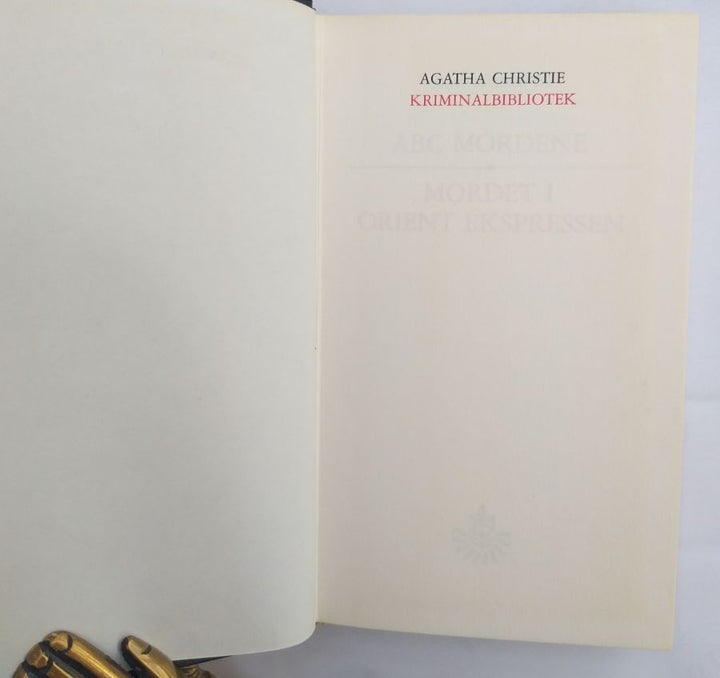 AGATHA CHRISTIE
KRIMINALBIBLIOTEK
ABC MORDENE
MORDET I
ORIENT EKSPRESSEN